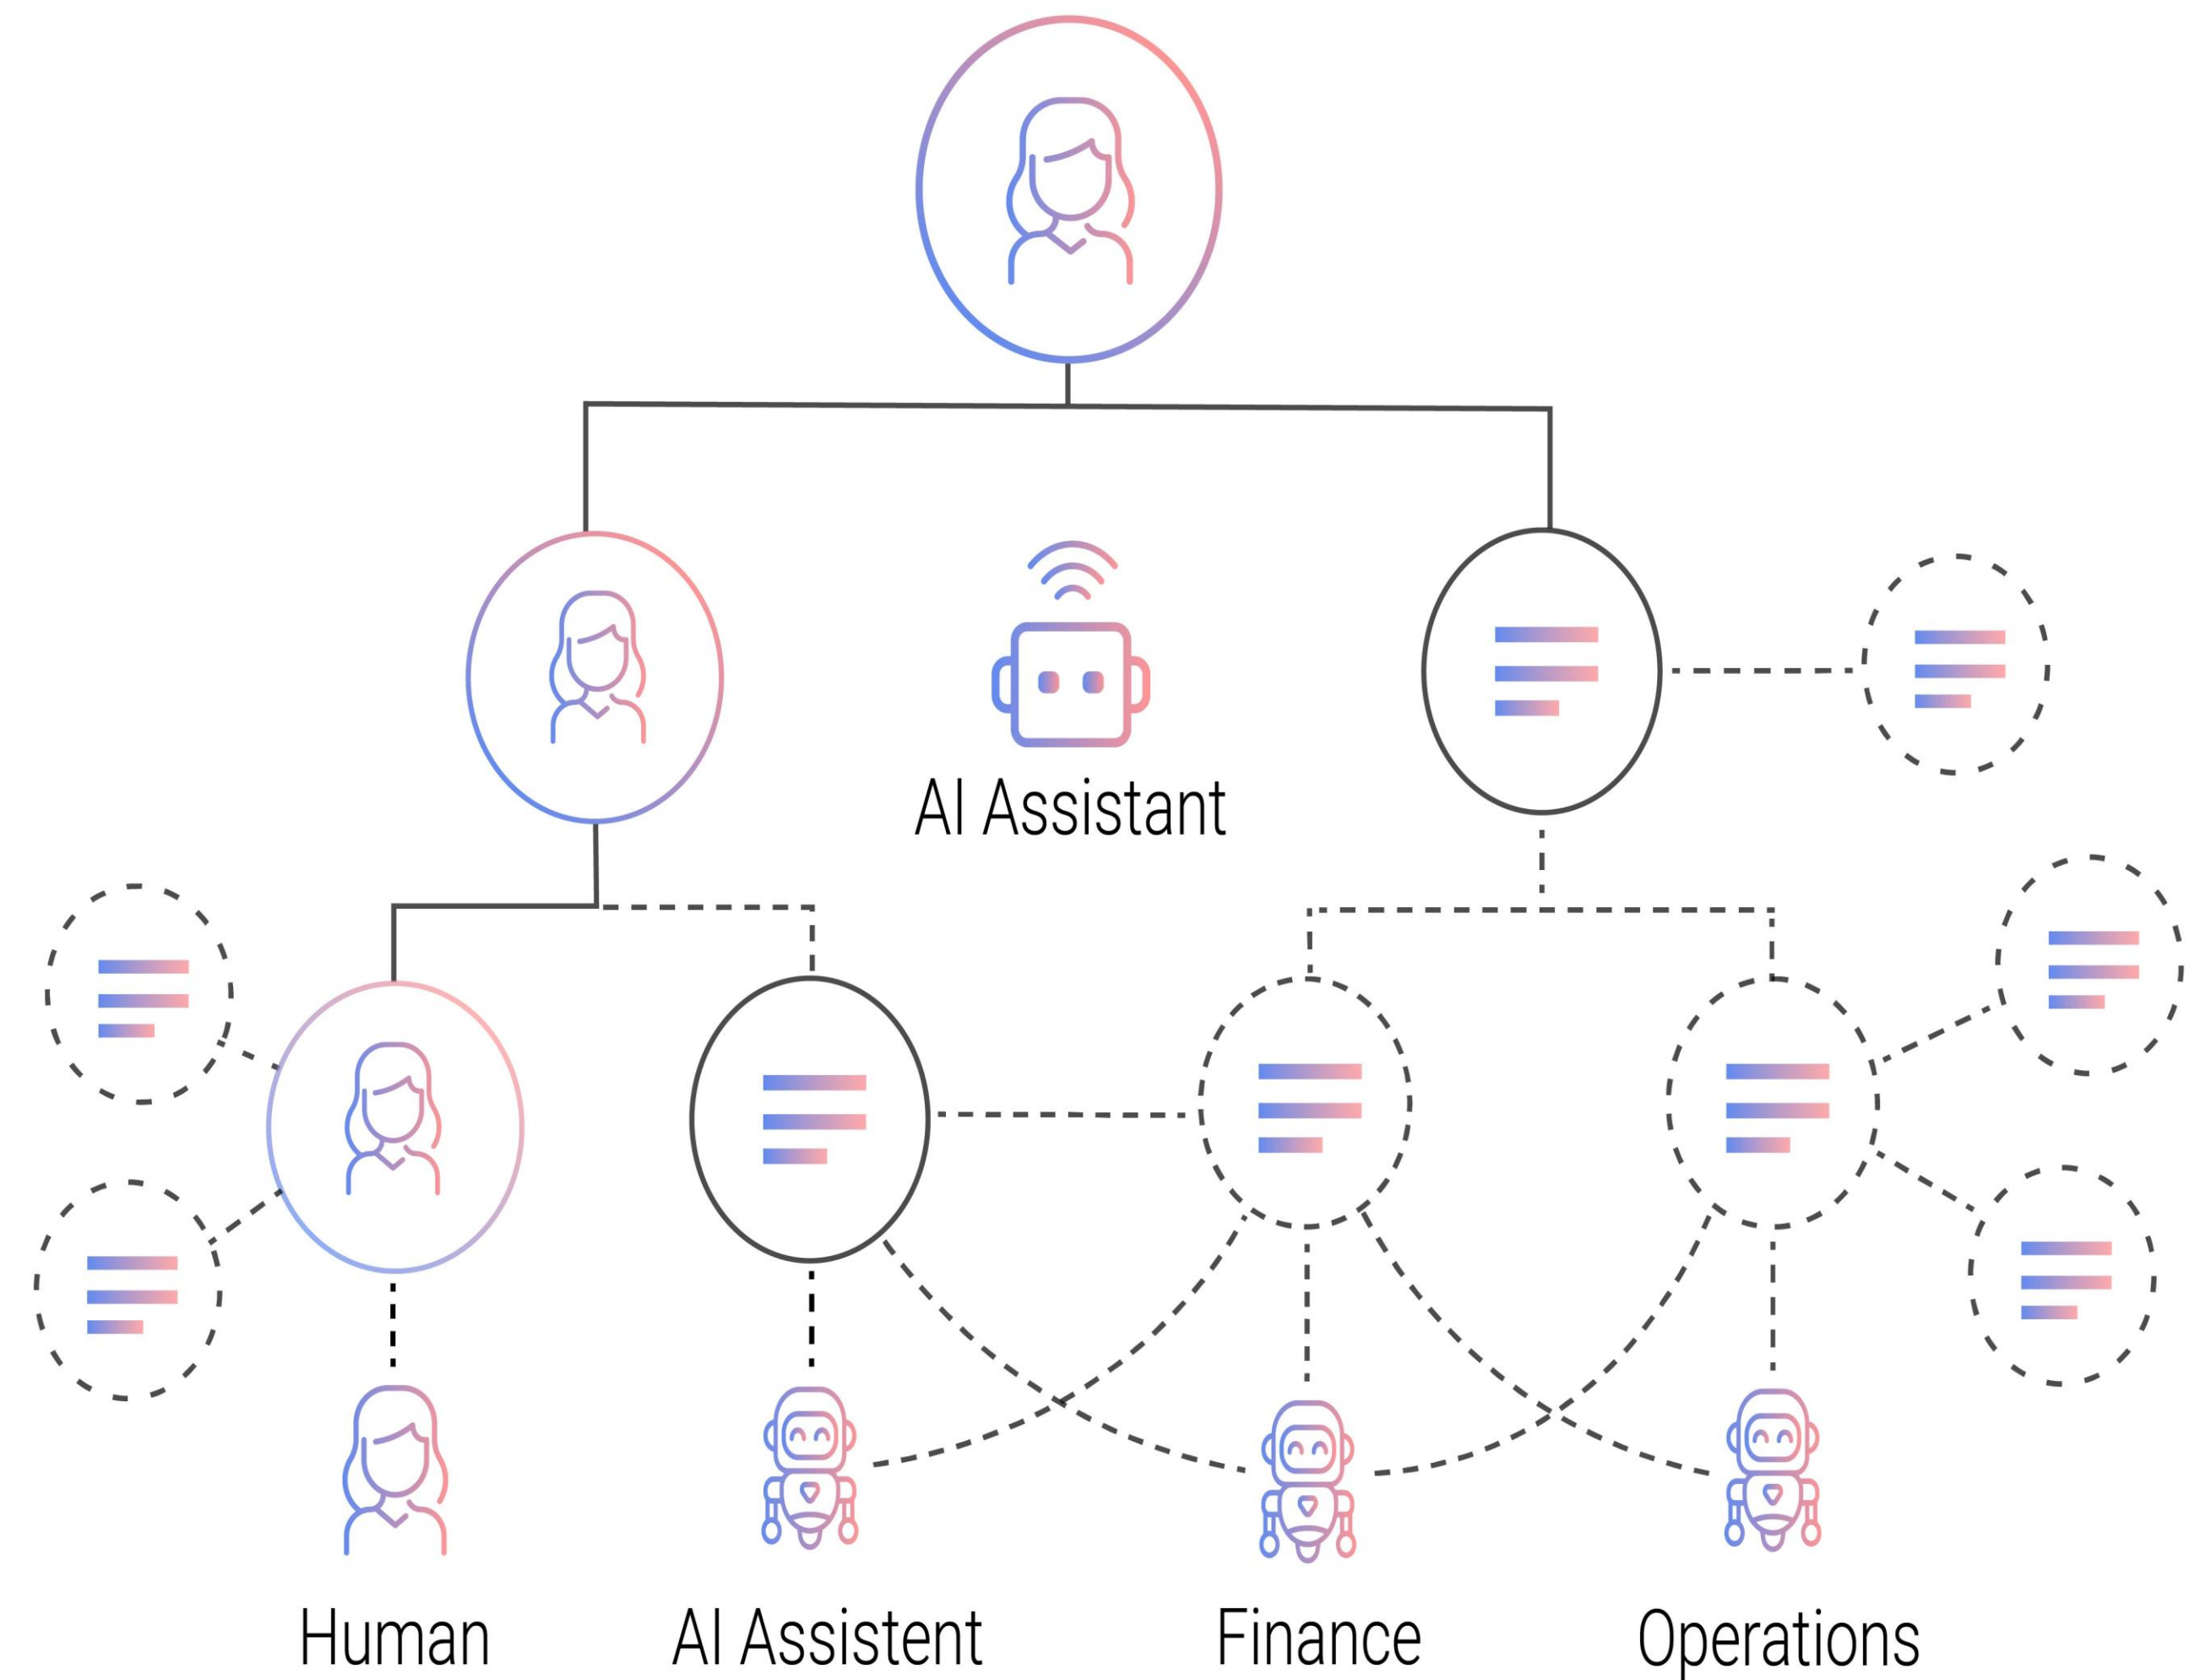 AI Assistant
Human
AI Assistent
Finance
Operations